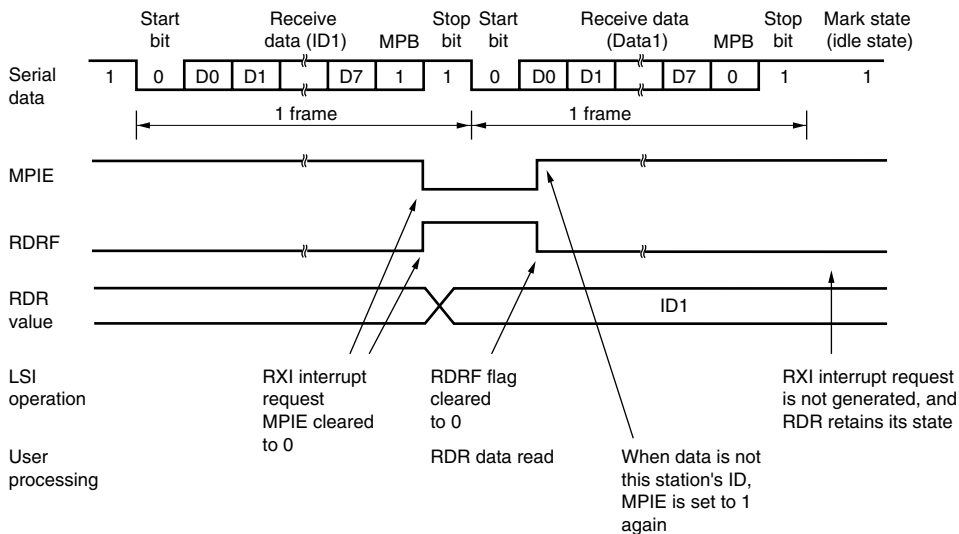 Start bit
Receive data (ID1)
MPB
Stop bit
Start bit
Receive data (Data1)
MPB
Stop bit
Mark state (idle state)
Serial data
1 0 D0 D1 D7 1 1 0 D0 D1 D7 0 1 1
1 frame
1 frame
MPIE
RDRF
RDR value
ID1
LSI operation
RXI interrupt
request
MPIE cleared
to 0
RDRF flag
cleared
to 0
RXI interrupt request
is not generated, and
RDR retains its state
User processing
RDR data read
When data is not
this station's ID,
MPIE is set to 1
again